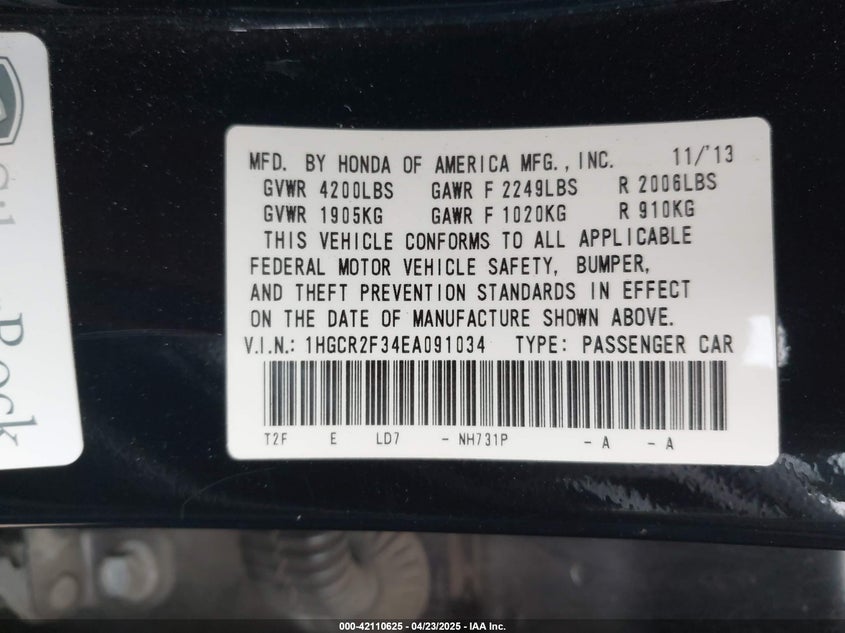 MFD. BY HONDA OF AMERICA MFG., INC. 11/'13
GVWR 4200LBS GAWR F 2249LBS R 2006LBS
GVWR 1905KG GAWR F 1020KG R 910KG
THIS VEHICLE CONFORMS TO ALL APPLICABLE
FEDERAL MOTOR VEHICLE SAFETY, BUMPER,
AND THEFT PREVENTION STANDARDS IN EFFECT
ON THE DATE OF MANUFACTURE SHOWN ABOVE.
V.I.N.: 1HGCR2F34EA091034 TYPE: PASSENGER CAR
T2F E LD7 - NH731P - A - A
Rock
000-42110625 - 04/23/2025 - IAA Inc.